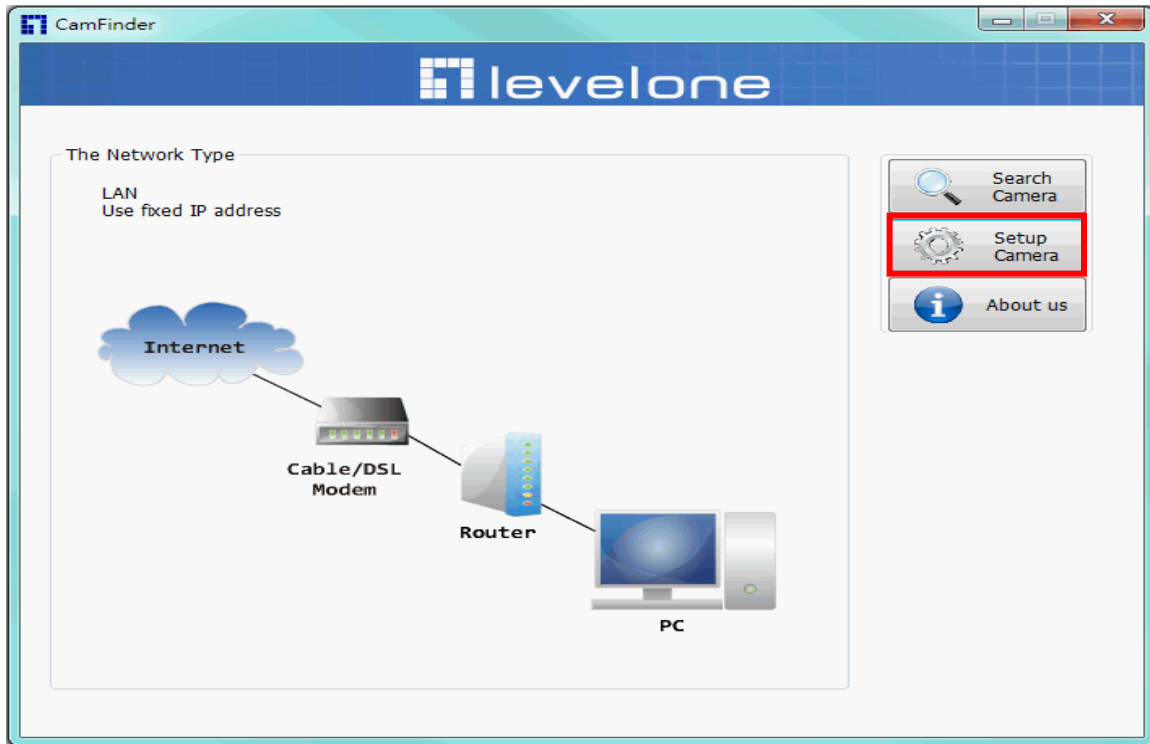 CamFinder
levelone
The Network Type
LAN
Use fixed IP address
Internet
Cable/DSL
Modem
Router
PC
Search
Camera
Setup
Camera
About us